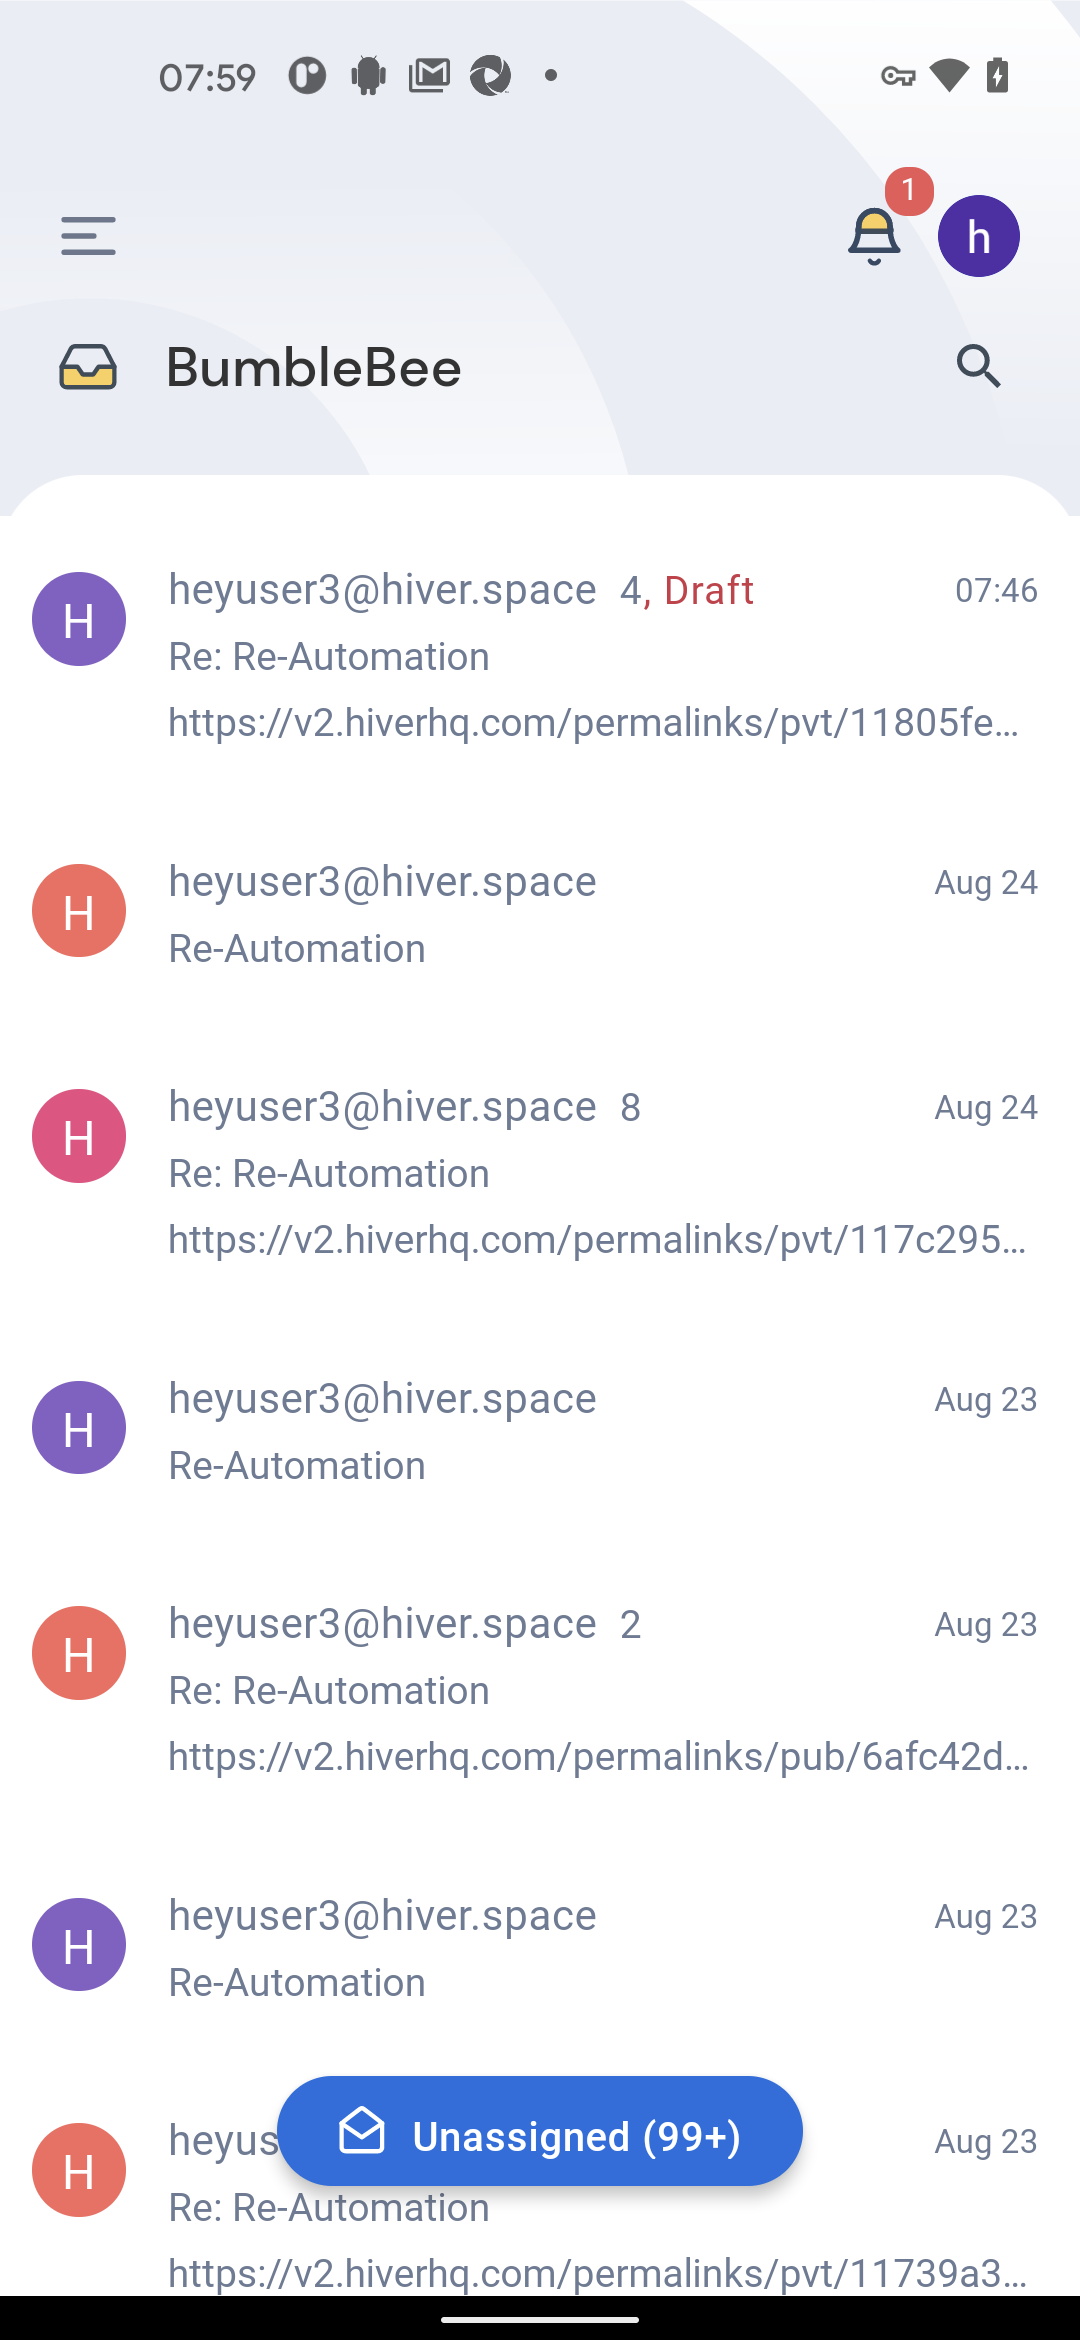 07:59
1
h
BumbleBee
H
heyuser3@hiver.space 4, Draft 07:46
Re: Re-Automation
https://v2.hiverhq.com/permalinks/pvt/11805fe...
H
heyuser3@hiver.space Aug 24
Re-Automation
H
heyuser3@hiver.space 8 Aug 24
Re: Re-Automation
https://v2.hiverhq.com/permalinks/pvt/117c295...
H
heyuser3@hiver.space Aug 23
Re-Automation
H
heyuser3@hiver.space 2 Aug 23
Re: Re-Automation
https://v2.hiverhq.com/permalinks/pub/6afc42d...
H
heyuser3@hiver.space Aug 23
Re-Automation
H
heyus Aug 23
Unassigned (99+)
Re: Re-Automation
https://v2.hiverhq.com/permalinks/pvt/11739a3...